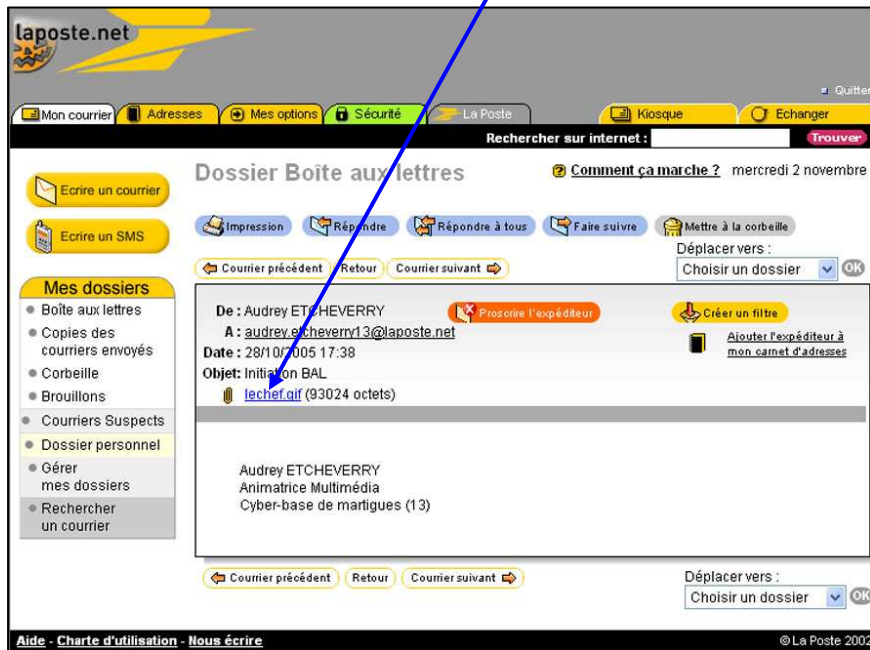 laposte.net
Quitter
Mon courrier Adresses Mes options Sécurité La Poste Kiosque Echanger
Rechercher sur internet : Trouver
Dossier Boîte aux lettres Comment ça marche ? mercredi 2 novembre
Ecrire un courrier
Ecrire un SMS
Impression Répondre Répondre à tous Faire suivre Mettre à la corbeille
Déplacer vers :
Courrier précédent Retour Courrier suivant Choisir un dossier OK
Mes dossiers
Boîte aux lettres
Copies des
courriers envoyés
Corbeille
Brouillons
Courriers Suspects
Dossier personnel
Gérer
mes dossiers
Rechercher
un courrier
De : Audrey ETCHEVERRY Proscrire l'expéditeur Créer un filtre
A : audrey.etcheverry13@laposte.net Ajouter l'expéditeur à
mon carnet d'adresses
Date : 28/10/2005 17:38
Objet: Initiation BAL
lechef.gif (93024 octets)
Audrey ETCHEVERRY
Animatrice Multimédia
Cyber-base de martigues (13)
Courrier précédent Retour Courrier suivant Déplacer vers :
Choisir un dossier OK
Aide - Charte d'utilisation - Nous écrire © La Poste 2002